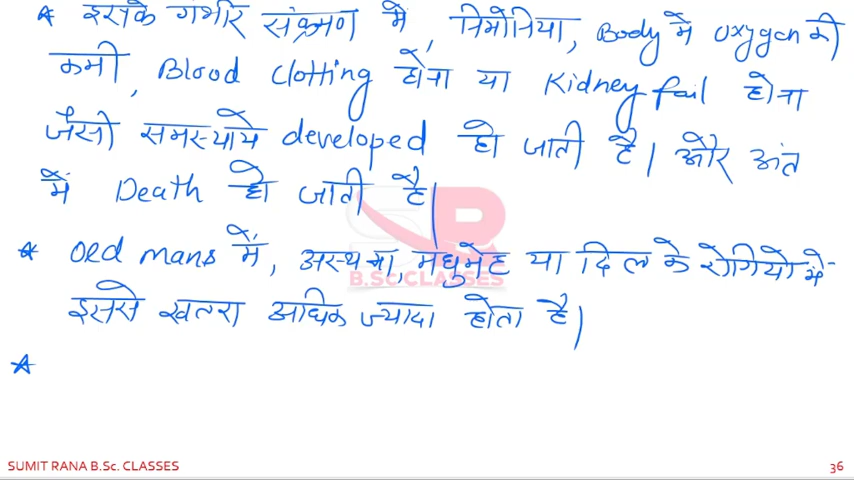 * इसके गंभीर संक्रमण में, निमोनिया, Body में oxygen की
कमी, Blood Clotting होना या Kidney fail होना
जैसी समस्याये developed हो जाती है। और अंत
में Death हो जाती है।
* Old mans में, अस्थमा, मधुमेह या दिल के रोगियो में
इससे खतरा अधिक ज्यादा होता है।
*
SR
B.SC.CLASSES
SUMIT RANA B.Sc. CLASSES 36